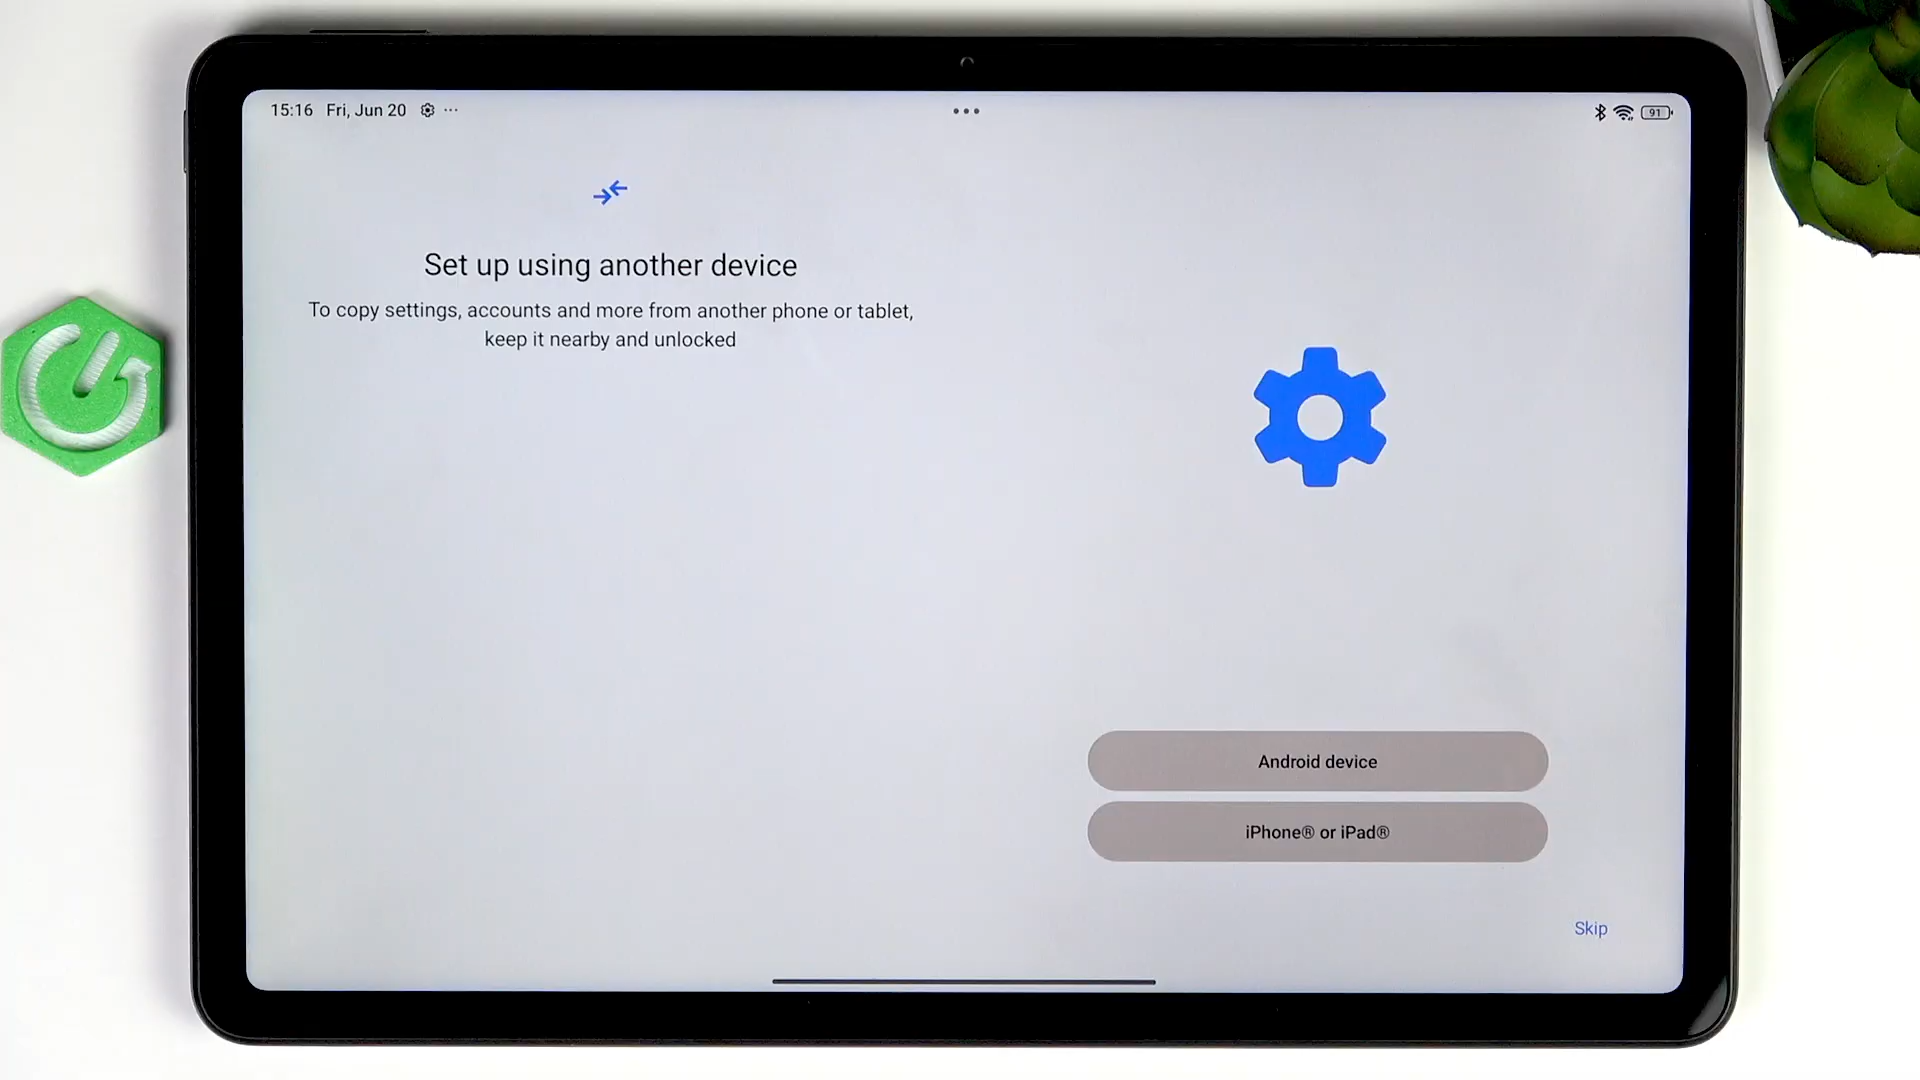 15:16 Fri, Jun 20
91
Set up using another device
To copy settings, accounts and more from another phone or tablet,
keep it nearby and unlocked
Android device
iPhone® or iPad®
Skip